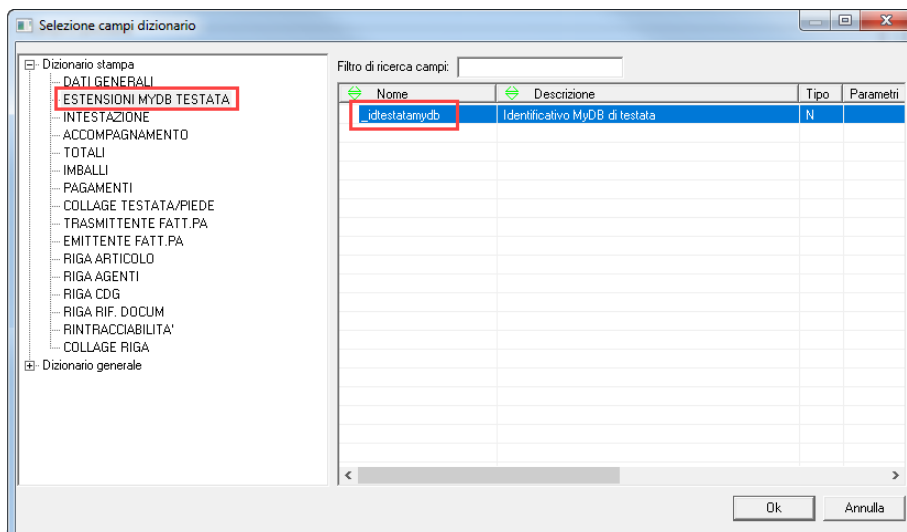 Selezione campi dizionario
Dizionario stampa
DATI GENERALI
ESTENSIONI MYDB TESTATA
INTESTAZIONE
ACCOMPAGNAMENTO
TOTALI
IMBALLI
PAGAMENTI
COLLAGE TESTATA/PIEDE
TRASMITTENTE FATT.PA
EMITTENTE FATT.PA
RIGA ARTICOLO
RIGA AGENTI
RIGA CDG
RIGA RIF. DOCUM
RINTRACCIABILITA'
COLLAGE RIGA
Dizionario generale
Filtro di ricerca campi:
Nome Descrizione Tipo Parametri
_idtestatamydb Identificativo MyDB di testata N
Ok Annulla